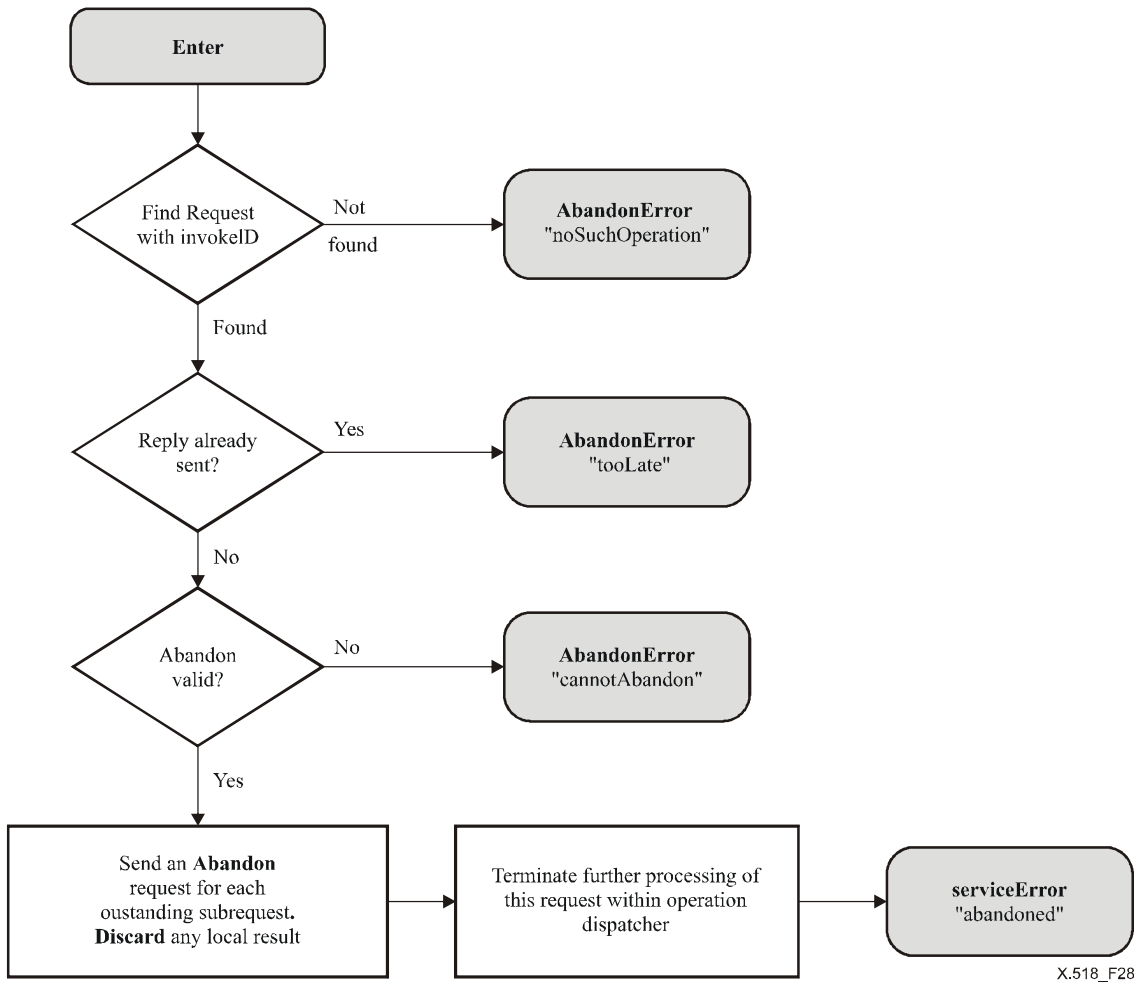 Enter
Find Request
with invokeID
Not
found
AbandonError
"noSuchOperation"
Found
Reply already
sent?
Yes
AbandonError
"tooLate"
No
Abandon
valid?
No
AbandonError
"cannotAbandon"
Yes
Send an Abandon
request for each
oustanding subrequest.
Discard any local result
Terminate further processing of
this request within operation
dispatcher
serviceError
"abandoned"
X.518_F28